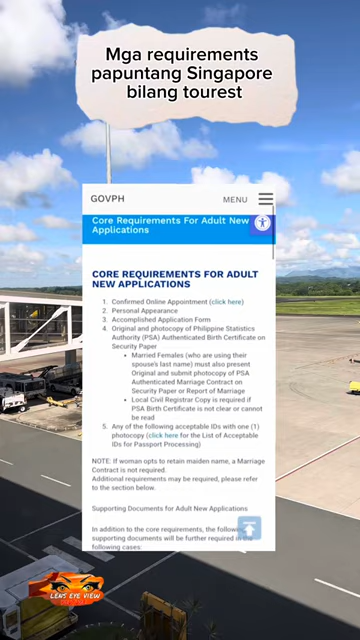 Mga requirements
papuntang Singapore
bilang tourest
GOVPH
MENU
Core Requirements For Adult New
Applications
CORE REQUIREMENTS FOR ADULT
NEW APPLICATIONS
1. Confirmed Online Appointment (click here)
2. Personal Appearance
3. Accomplished Application Form
4. Original and photocopy of Philippine Statistics
Authority (PSA) Authenticated Birth Certificate on
Security Paper
• Married Females (who are using their
spouse's last name) must also present
Original and submit photocopy of PSA
Authenticated Marriage Contract on
Security Paper or Report of Marriage
• Local Civil Registrar Copy is required if
PSA Birth Certificate is not clear or cannot
be read
5. Any of the following acceptable IDs with one (1)
photocopy (click here for the List of Acceptable
IDs for Passport Processing)
NOTE: If woman opts to retain maiden name, a Marriage
Contract is not required.
Additional requirements may be required, please refer
to the section below.
Supporting Documents for Adult New Applications
In addition to the core requirements, the following
supporting documents will be further required in the
following cases:
LENS EYE VIEW